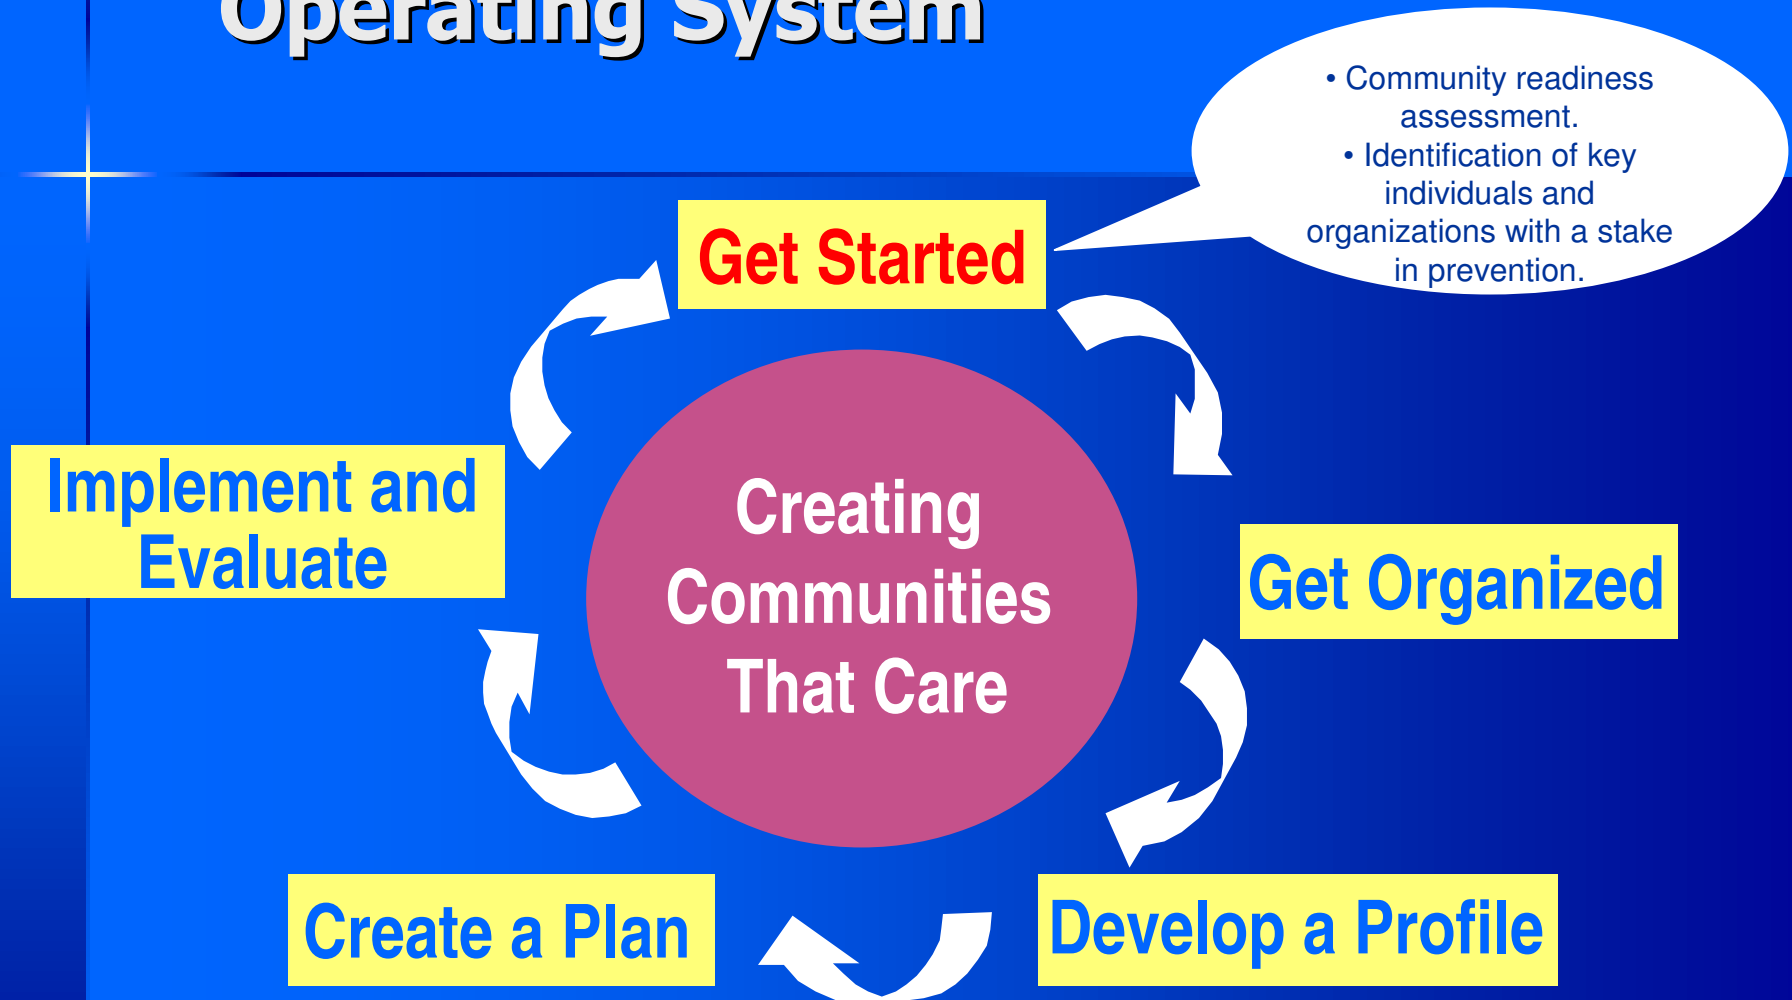 Operating System
• Community readiness
assessment.
• Identification of key
individuals and
organizations with a stake
in prevention.
Get Started
Implement and
Evaluate
Creating
Communities
That Care
Get Organized
Create a Plan
Develop a Profile